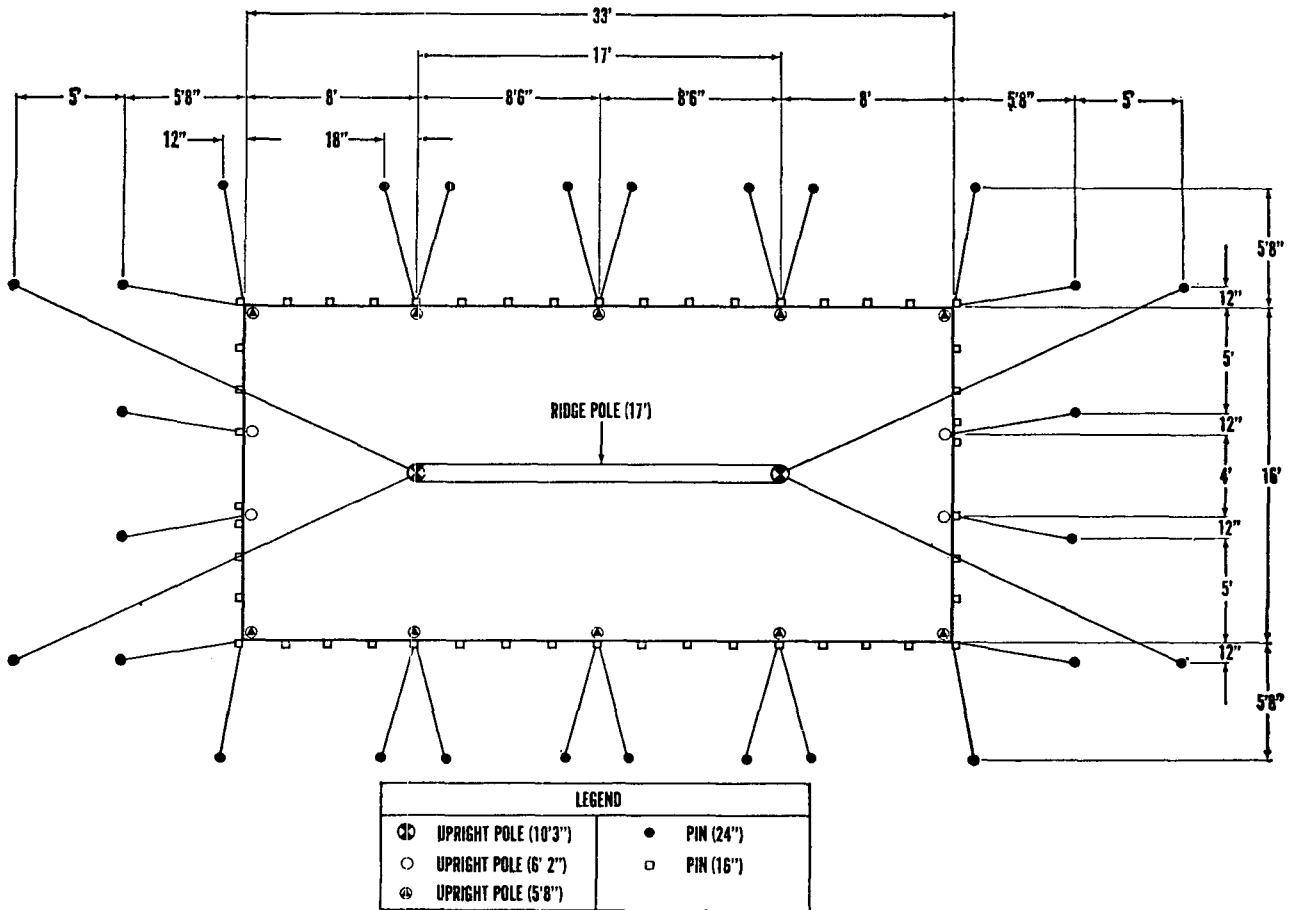 33'
17'
5' 5'8" 8' 8'6" 8'6" 8' 5'8" 5'
12" 18"
5'8"
12"
5'
RIDGE POLE (17')
12"
4' 16'
12"
5'
12"
5'8"
LEGEND
UPRIGHT POLE (10'3") PIN (24")
UPRIGHT POLE (6' 2") PIN (16")
UPRIGHT POLE (5'8")